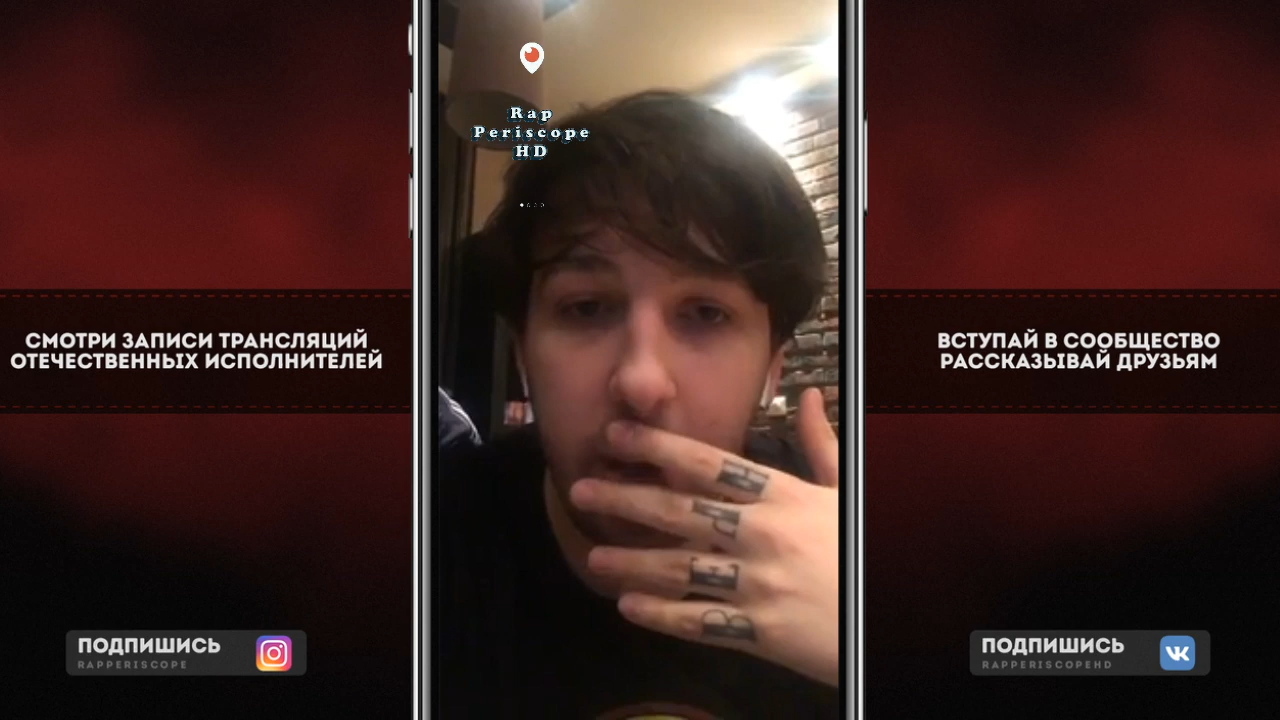 Rap
Periscope
HD
СМОТРИ ЗАПИСИ ТРАНСЛЯЦИЙ
ОТЕЧЕСТВЕННЫХ ИСПОЛНИТЕЛЕЙ
ВСТУПАЙ В СООБЩЕСТВО
РАССКАЗЫВАЙ ДРУЗЬЯМ
ПОДПИШИСЬ
RAPPERISCOPE
ПОДПИШИСЬ
RAPPERISCOPEHD